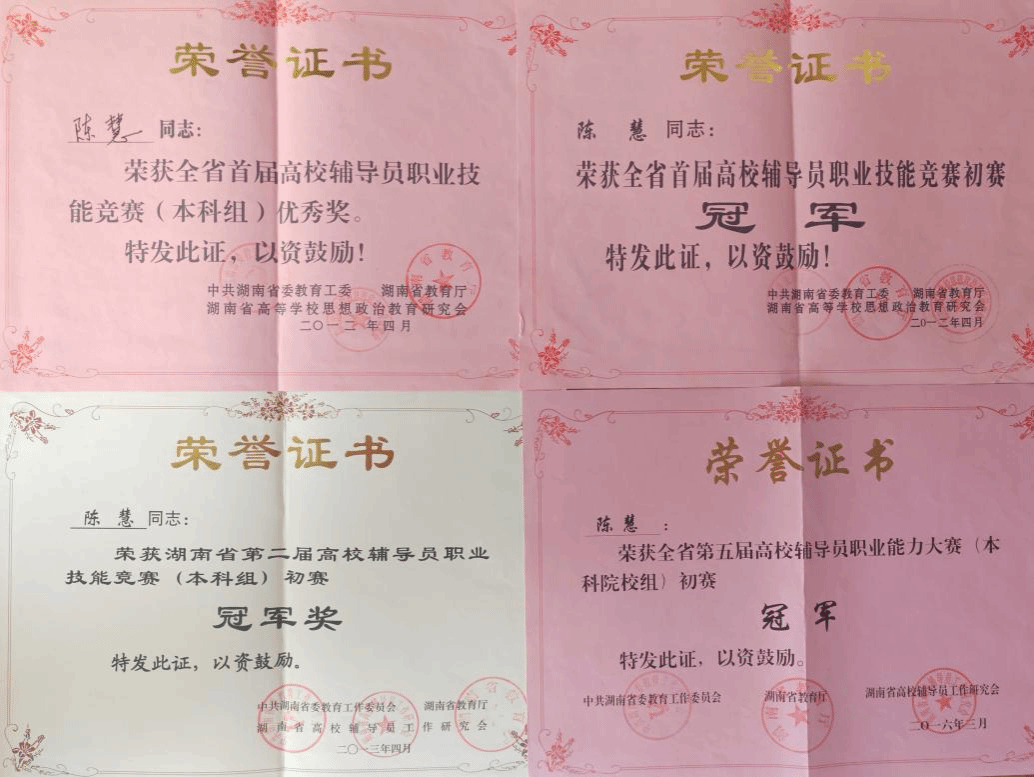 荣誉证书
陈慧 同志：
荣获全省首届高校辅导员职业技
能竞赛（本科组）优秀奖。
特发此证，以资鼓励！
中共湖南省委教育工委 湖南省教育厅
湖南省高等学校思想政治教育研究会
二〇一二年四月
荣誉证书
陈 慧 同志：
荣获全省首届高校辅导员职业技能竞赛初赛
冠 军
特发此证，以资鼓励！
中共湖南省委教育工委 湖南省教育厅
湖南省高等学校思想政治教育研究会
二〇一二年四月
荣誉证书
陈 慧 同志：
荣获湖南省第二届高校辅导员职业
技能竞赛（本科组）初赛
冠军奖
特发此证，以资鼓励。
中共湖南省委教育工作委员会 湖南省教育厅
湖南省高校辅导员工作研究会
二〇一三年四月
荣誉证书
陈 慧 ：
荣获全省第五届高校辅导员职业能力大赛（本
科院校组）初赛
冠 军
特发此证，以资鼓励。
中共湖南省委教育工作委员会 湖南省教育厅 湖南省高校辅导员工作研究会
二〇一六年三月